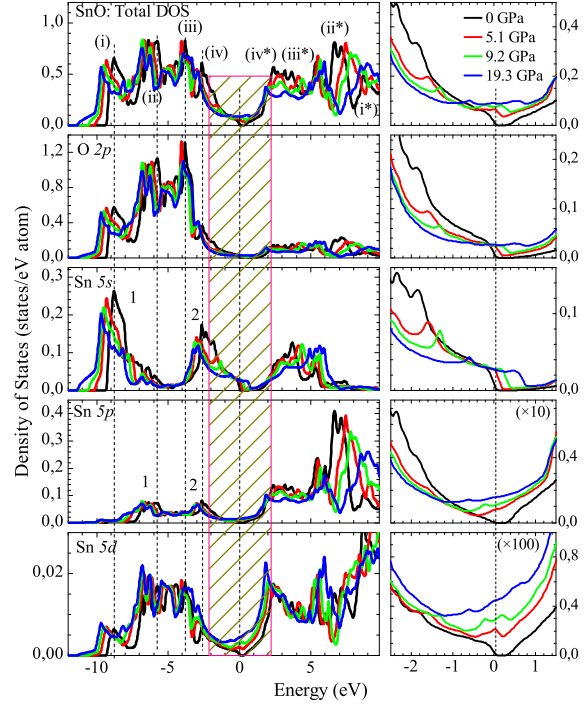 SnO: Total DOS
(i)
(ii)
(iii)
(iv)
(iv*)
(iii*)
(ii*)
(i*)
1,0
0,5
0,0
0 GPa
5.1 GPa
9.2 GPa
19.3 GPa
0,4
0,2
0,0
O 2p
1.2
0.8
0.4
0.0
0,2
0,1
0,0
Sn 5s
1
2
0,3
0,2
0,1
0,0
0,1
0,0
Sn 5p
1
2
0,4
0,3
0,2
0,1
0,0
(×10)
0,4
0,2
0,0
Sn 5d
0,02
0,00
(×100)
0,8
0,4
0,0
-10
-5
0
5
-2
-1
0
1
Density of States (states/eV atom)
Energy (eV)